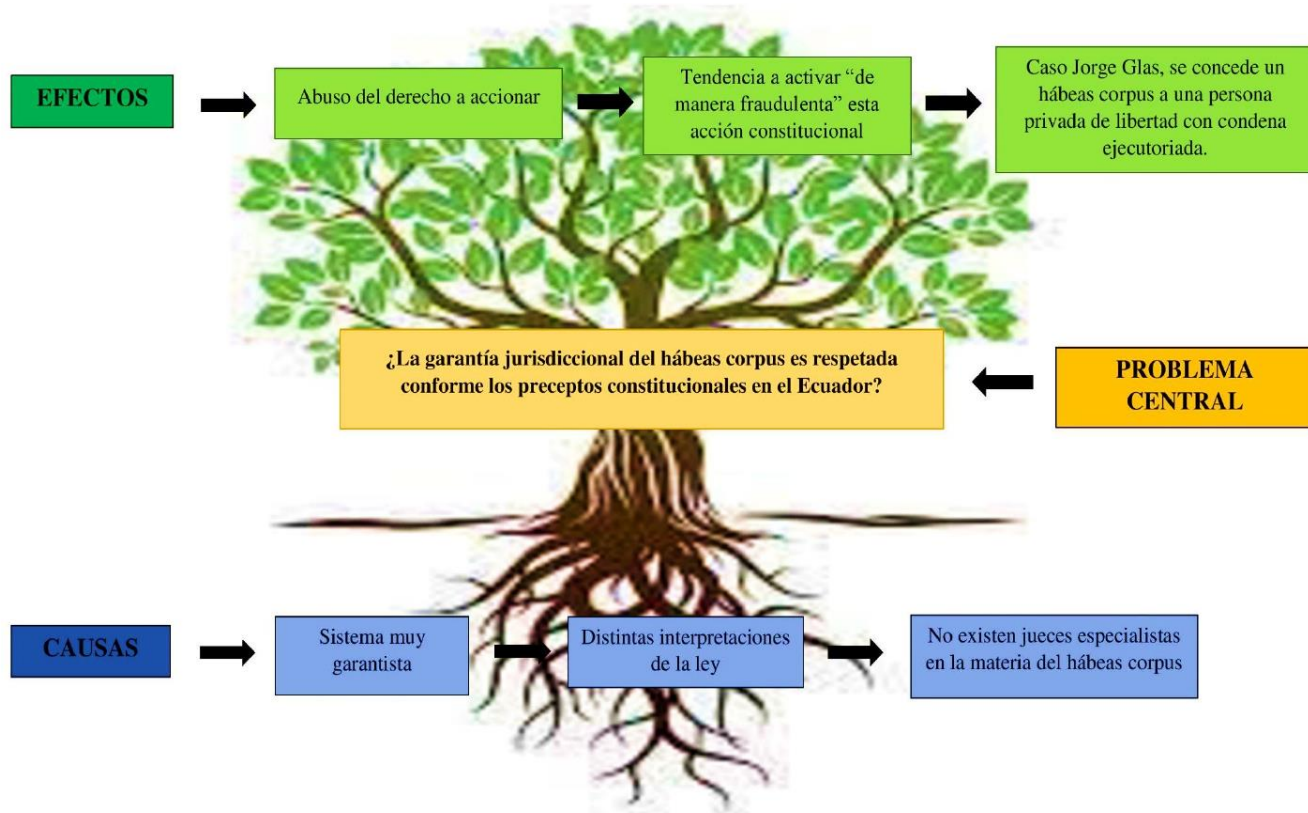 EFECTOS
Abuso del derecho a accionar
Tendencia a activar “de
manera fraudulenta” esta
acción constitucional
Caso Jorge Glas, se concede un
hábeas corpus a una persona
privada de libertad con condena
ejecutoriada.
¿La garantía jurisdiccional del hábeas corpus es respetada
conforme los preceptos constitucionales en el Ecuador?
PROBLEMA
CENTRAL
CAUSAS
Sistema muy
garantista
Distintas interpretaciones
de la ley
No existen jueces especialistas
en la materia del hábeas corpus